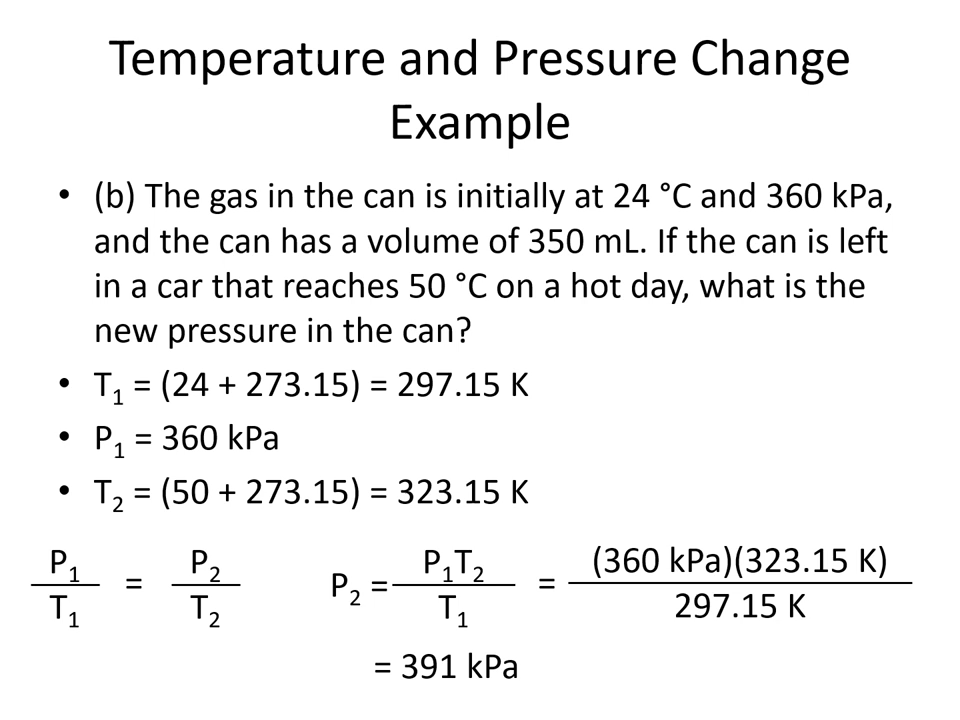 Temperature and Pressure Change
Example
• (b) The gas in the can is initially at 24 °C and 360 kPa,
and the can has a volume of 350 mL. If the can is left
in a car that reaches 50 °C on a hot day, what is the
new pressure in the can?
• T₁ = (24 + 273.15) = 297.15 K
• P₁ = 360 kPa
• T₂ = (50 + 273.15) = 323.15 K
P₁ P₂ P₁T₂ (360 kPa)(323.15 K)
= P₂ = =
T₁ T₂ T₁ 297.15 K
= 391 kPa